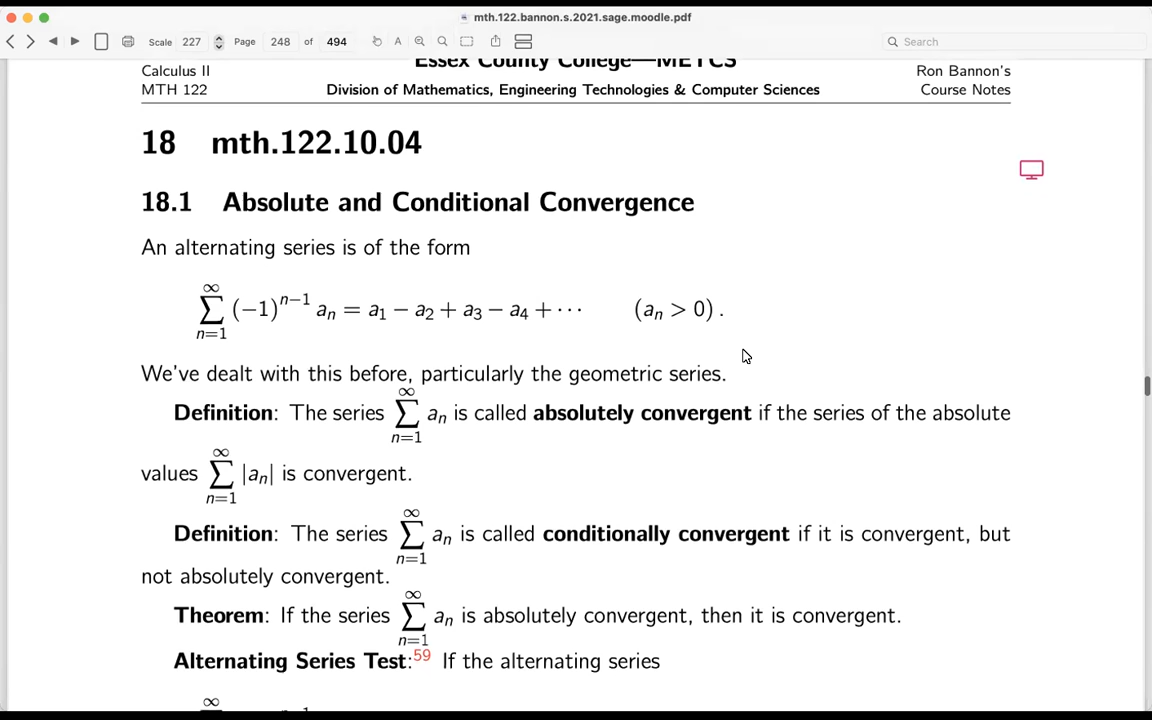 mth.122.bannon.s.2021.sage.moodle.pdf
Scale 227 Page 248 of 494 A Search
Essex County College—METCS
Calculus II Ron Bannon's
MTH 122 Division of Mathematics, Engineering Technologies & Computer Sciences Course Notes
18 mth.122.10.04
18.1 Absolute and Conditional Convergence
An alternating series is of the form
∞
∑ (−1)^{n−1} a_n = a_1 − a_2 + a_3 − a_4 + ··· (a_n > 0).
n=1
We've dealt with this before, particularly the geometric series.
∞
Definition: The series ∑ a_n is called absolutely convergent if the series of the absolute
n=1
∞
values ∑ |a_n| is convergent.
n=1
∞
Definition: The series ∑ a_n is called conditionally convergent if it is convergent, but
n=1
not absolutely convergent.
∞
Theorem: If the series ∑ a_n is absolutely convergent, then it is convergent.
n=1
Alternating Series Test:59 If the alternating series
∞